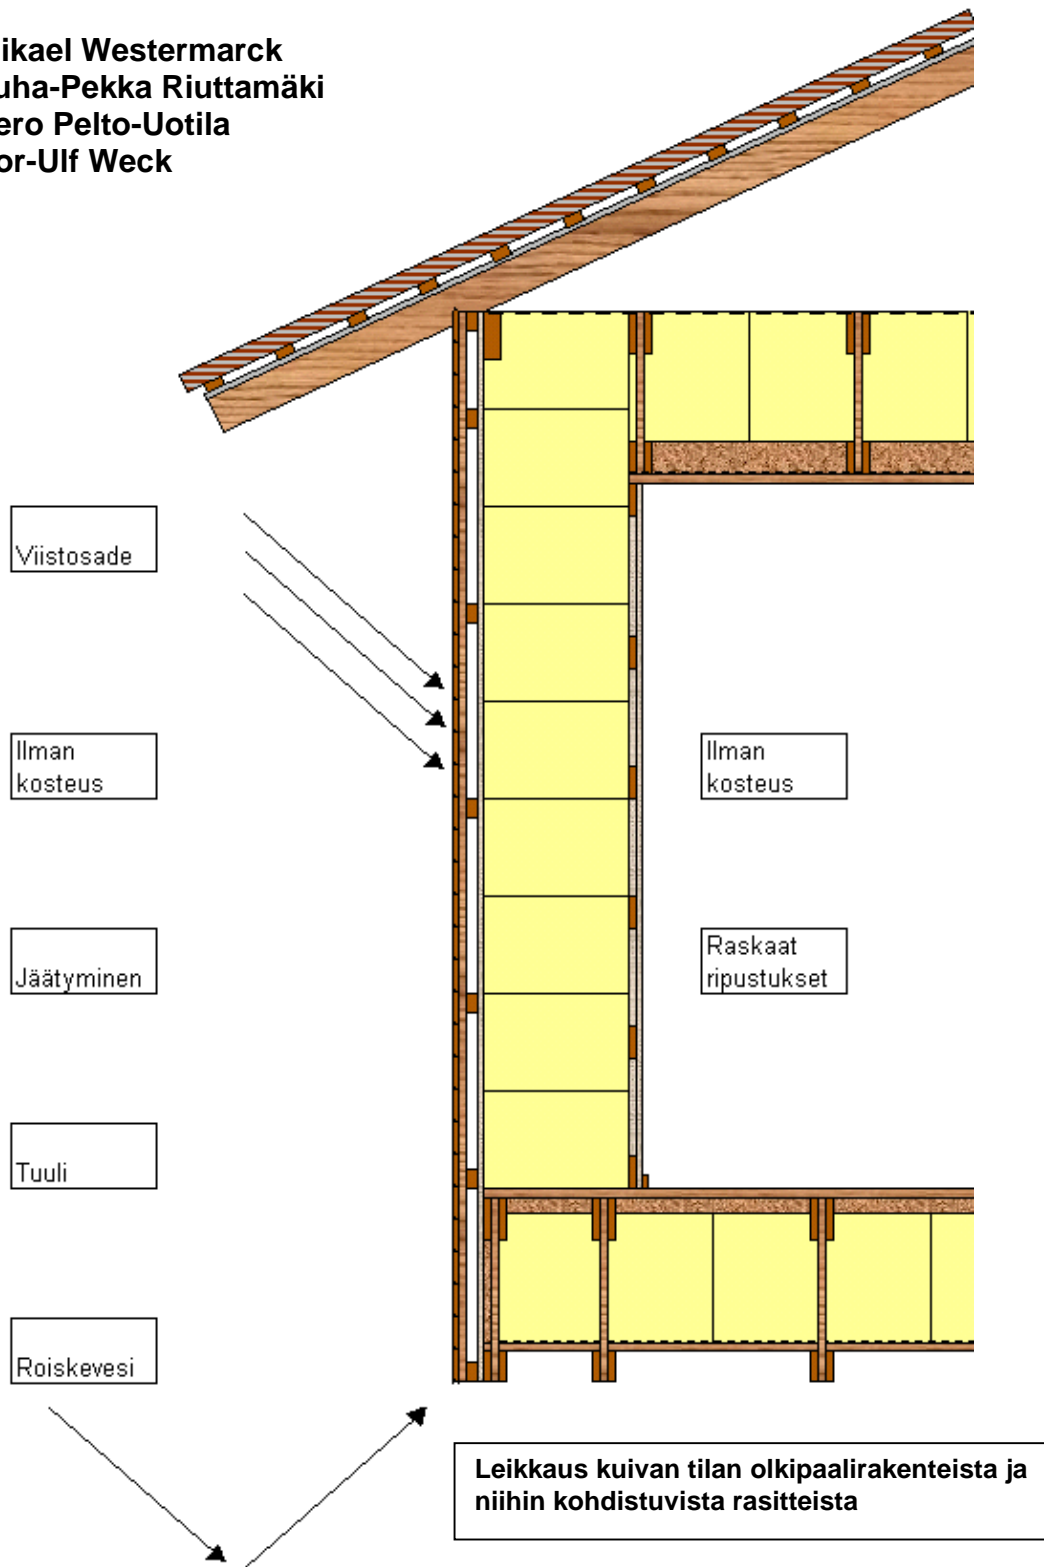 ikael Westermarck
uha-Pekka Riuttamäki
ero Pelto-Uotila
or-Ulf Weck
Viistosade
Ilman
kosteus
Ilman
kosteus
Jäätyminen
Raskaat
ripustukset
Tuuli
Roiskevesi
Leikkaus kuivan tilan olkipaalirakenteista ja
niihin kohdistuvista rasitteista